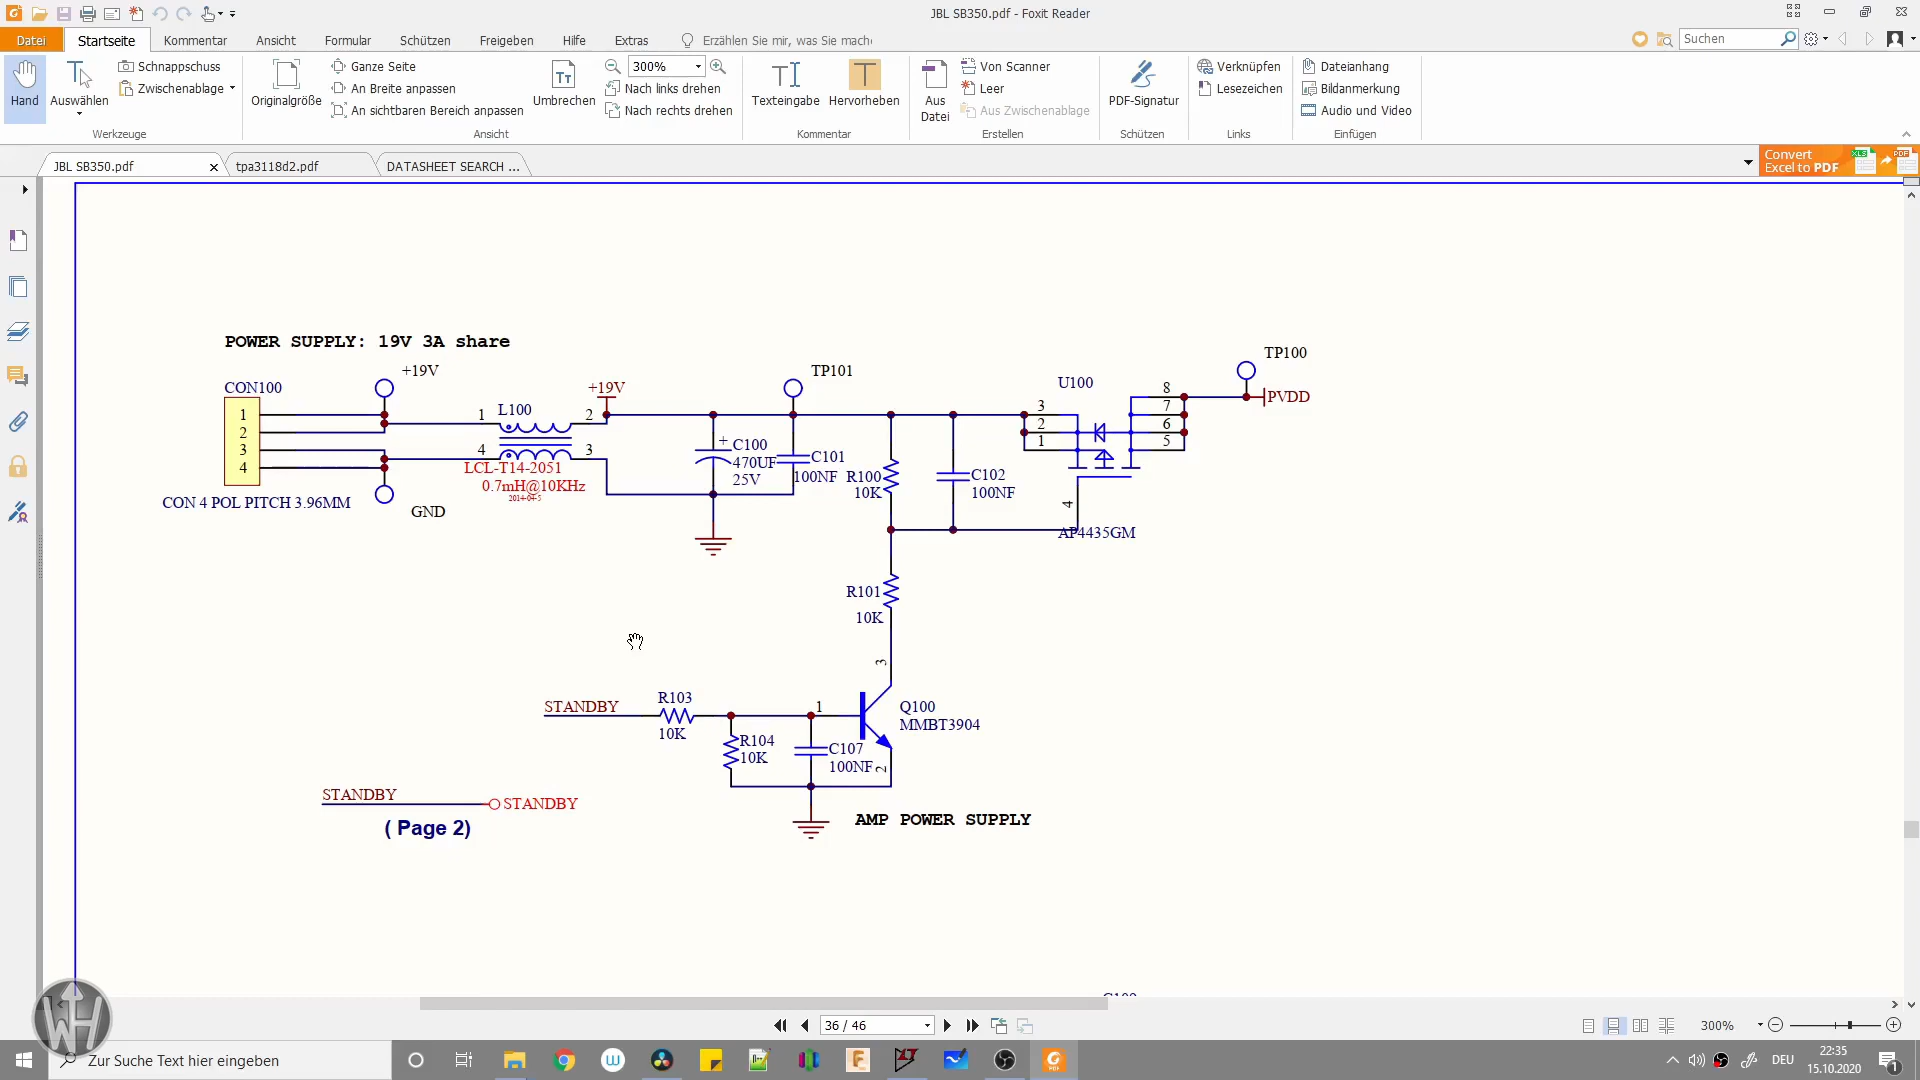 JBL SB350.pdf - Foxit Reader
Datei Startseite Kommentar Ansicht Formular Schützen Freigeben Hilfe Extras Erzählen Sie mir, was Sie mach Suchen
Hand
Auswählen
Schnappschuss
Zwischenablage
Werkzeuge
Originalgröße
Ganze Seite
An Breite anpassen
An sichtbaren Bereich anpassen
Umbrechen
300%
Nach links drehen
Nach rechts drehen
Ansicht
Texteingabe
Hervorheben
Kommentar
Aus
Datei
Von Scanner
Leer
Aus Zwischenablage
Erstellen
PDF-Signatur
Schützen
Verknüpfen
Lesezeichen
Links
Dateianhang
Bildanmerkung
Audio und Video
Einfügen
JBL SB350.pdf tpa3118d2.pdf DATASHEET SEARCH ...
Convert
Excel to PDF
POWER SUPPLY: 19V 3A share
CON100
1
2
3
4
CON 4 POL PITCH 3.96MM
+19V
GND
1 L100 2
4 3
LCL-T14-2051
0.7mH@10KHz
+19V
+ C100
470UF
25V
TP101
C101
100NF
R100
10K
C102
100NF
U100
3
2
1
4
8
7
6
5
AP4435GM
TP100
PVDD
R101
10K
3
STANDBY
R103
10K
R104
10K
1
C107
100NF
2
Q100
MMBT3904
STANDBY STANDBY
( Page 2)
AMP POWER SUPPLY
36 / 46
300%
WH
Zur Suche Text hier eingeben
DEU
22:35
15.10.2020
1